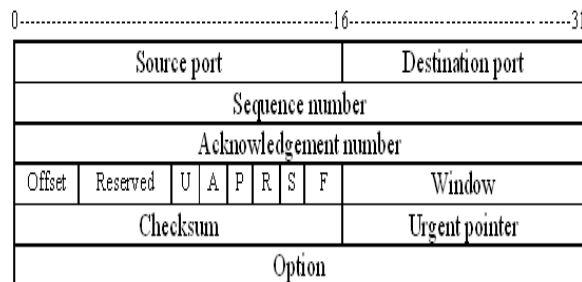 0--------------------------------------------16-------------------------- ------31
Source port Destination port
Sequence number
Acknowledgement number
Offset Reserved U A P R S F Window
Checksum Urgent pointer
Option